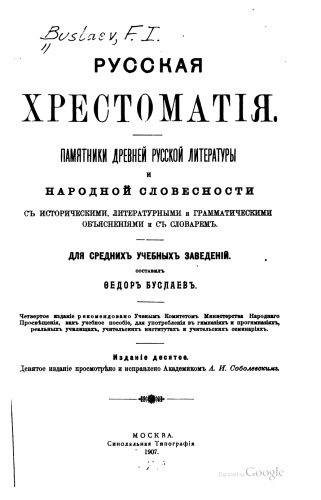 Buslaev, F. I.
РУССКАЯ
ХРЕСТОМАТІЯ.
ПАМЯТНИКИ ДРЕВНЕЙ РУССКОЙ ЛИТЕРАТУРЫ
И
НАРОДНОЙ СЛОВЕСНОСТИ
СЪ ИСТОРИЧЕСКИМИ, ЛИТЕРАТУРНЫМИ и ГРАММАТИЧЕСКИМИ
ОБЪЯСНЕНІЯМИ и СЪ СЛОВАРЕМЪ.
ДЛЯ СРЕДНИХЪ УЧЕБНЫХЪ ЗАВЕДЕНІЙ.
СОСТАВИЛЪ
ѲЕДОРЪ БУСЛАЕВЪ.
Четвертое изданіе рекомендовано Ученымъ Комитетомъ Министерства Народнаго
Просвѣщенія, какъ учебное пособіе, для употребленія въ гимназіяхъ и прогимназіяхъ,
реальныхъ училищахъ, учительскихъ институтахъ и учительскихъ семинаріяхъ.
Изданіе десятое.
Девятое изданіе просмотрѣно и исправлено Академикомъ А. И. Соболевскимъ.
МОСКВА.
Синодальная Типографія
1907.
Digitized by Google